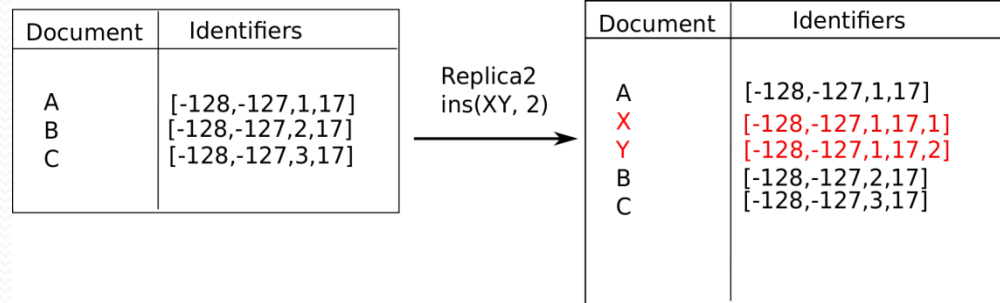 Document Identifiers
A [-128,-127,1,17]
B [-128,-127,2,17]
C [-128,-127,3,17]
Replica2
ins(XY, 2)
Document Identifiers
A [-128,-127,1,17]
X [-128,-127,1,17,1]
Y [-128,-127,1,17,2]
B [-128,-127,2,17]
C [-128,-127,3,17]